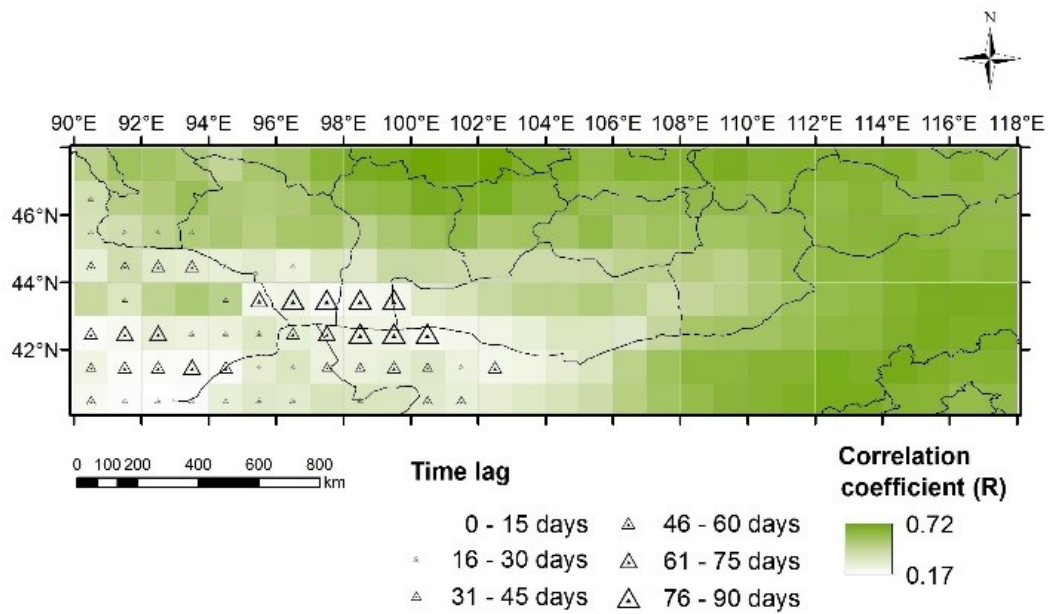 N
90°E 92°E 94°E 96°E 98°E 100°E 102°E 104°E 106°E 108°E 110°E 112°E 114°E 116°E 118°E
46°N
44°N
42°N
0 100 200 400 600 800
km
Time lag
0 - 15 days
16 - 30 days
31 - 45 days
46 - 60 days
61 - 75 days
76 - 90 days
Correlation
coefficient (R)
0.72
0.17